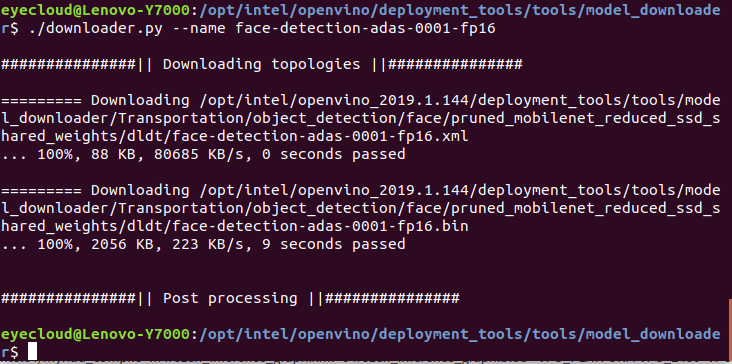 eyecloud@Lenovo-Y7000:/opt/intel/openvino/deployment_tools/tools/model_downloade
r$ ./downloader.py --name face-detection-adas-0001-fp16
###############|| Downloading topologies ||###############
========= Downloading /opt/intel/openvino_2019.1.144/deployment_tools/tools/mode
l_downloader/Transportation/object_detection/face/pruned_mobilenet_reduced_ssd_s
hared_weights/dldt/face-detection-adas-0001-fp16.xml
... 100%, 88 KB, 80685 KB/s, 0 seconds passed
========= Downloading /opt/intel/openvino_2019.1.144/deployment_tools/tools/mode
l_downloader/Transportation/object_detection/face/pruned_mobilenet_reduced_ssd_s
hared_weights/dldt/face-detection-adas-0001-fp16.bin
... 100%, 2056 KB, 223 KB/s, 9 seconds passed
###############|| Post processing ||###############
eyecloud@Lenovo-Y7000:/opt/intel/openvino/deployment_tools/tools/model_downloade
r$